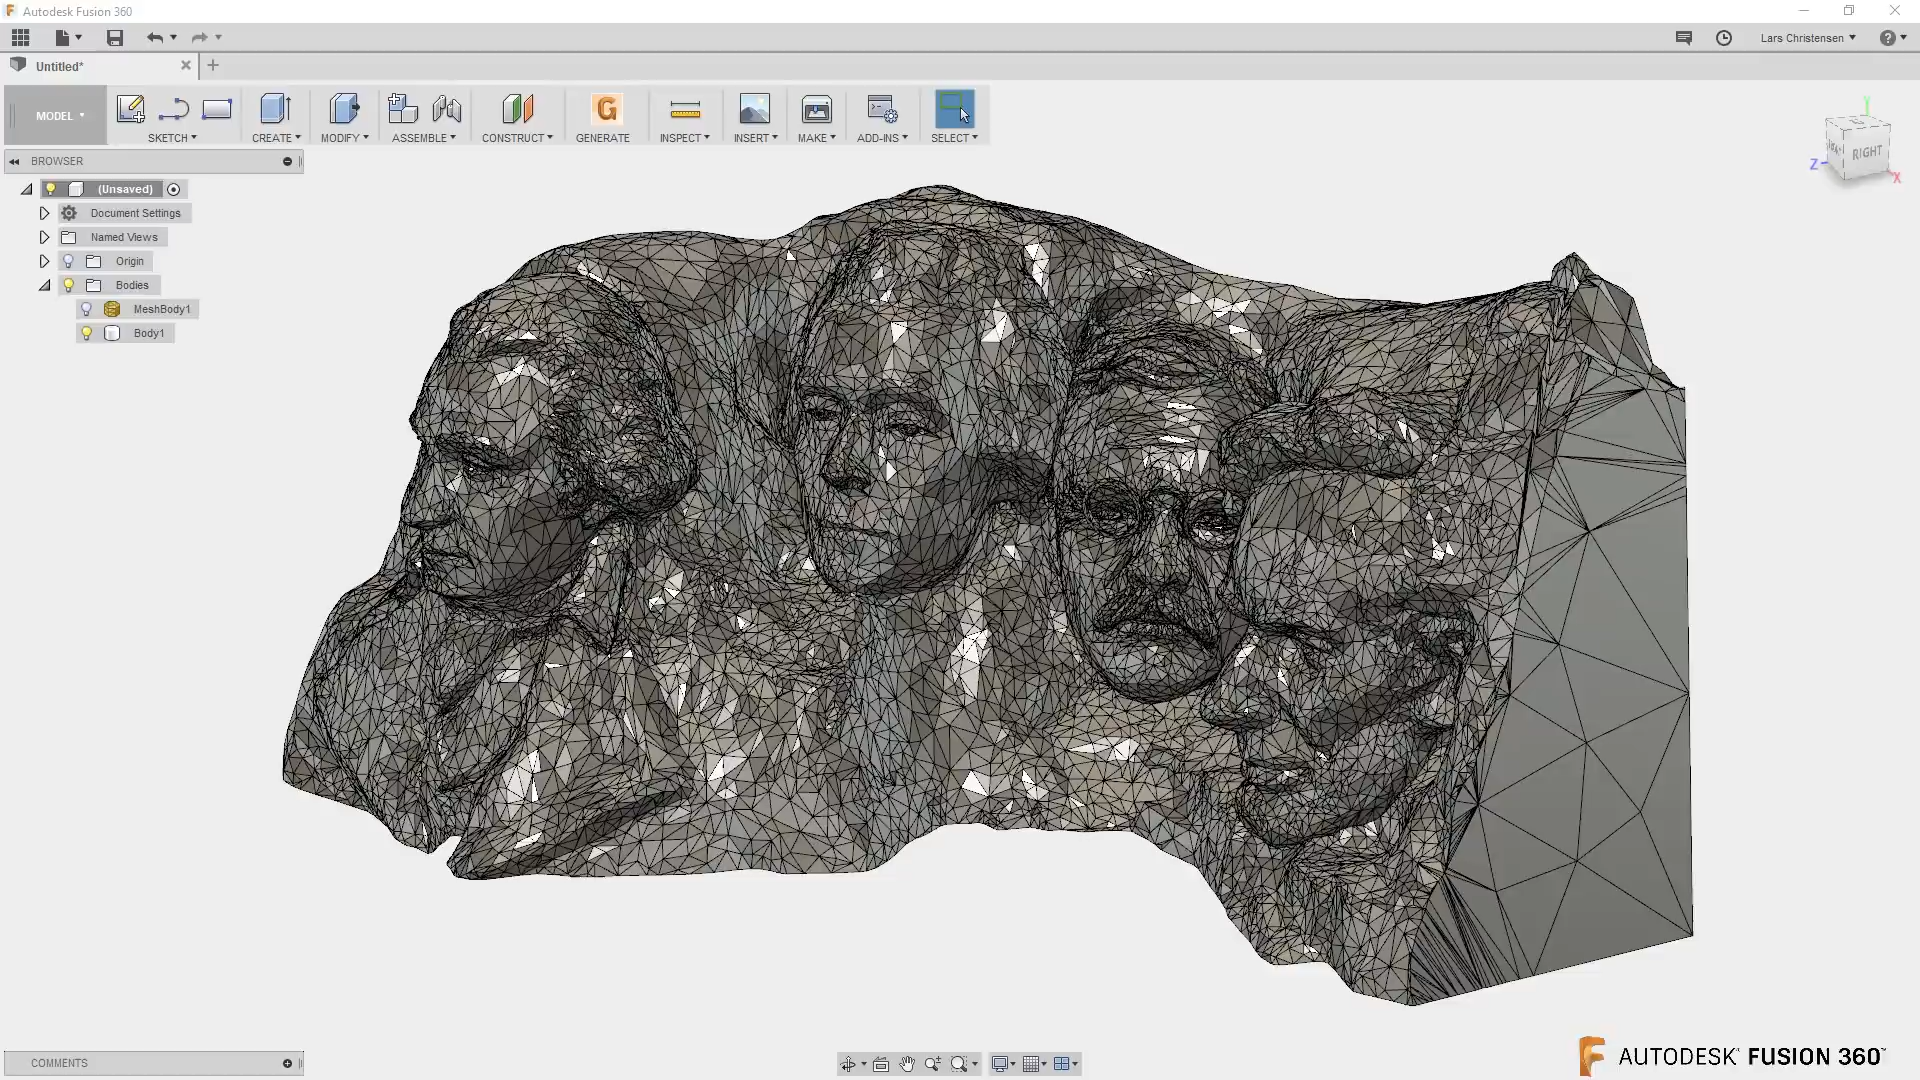 Autodesk Fusion 360
Lars Christensen
Untitled*
MODEL
SKETCH
CREATE
MODIFY
ASSEMBLE
CONSTRUCT
G
GENERATE
INSPECT
INSERT
MAKE
ADD-INS
SELECT
Y
RIGHT
Z
X
BROWSER
(Unsaved)
Document Settings
Named Views
Origin
Bodies
MeshBody1
Body1
COMMENTS
AUTODESK FUSION 360™